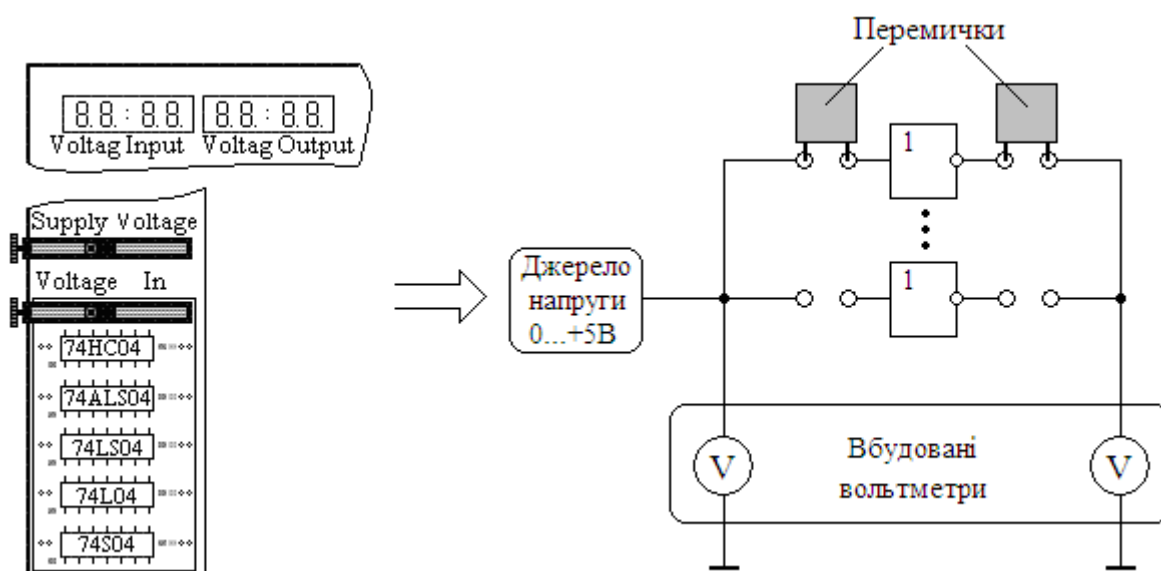 Перемички
8.8.:8.8. 8.8.:8.8.
Voltag Input Voltag Output
1
Supply Voltage
Voltage In
74HC04
74ALS04
74LS04
74L04
74S04
Джерело
напруги
0...+5В
1
V
Вбудовані
вольтметри
V